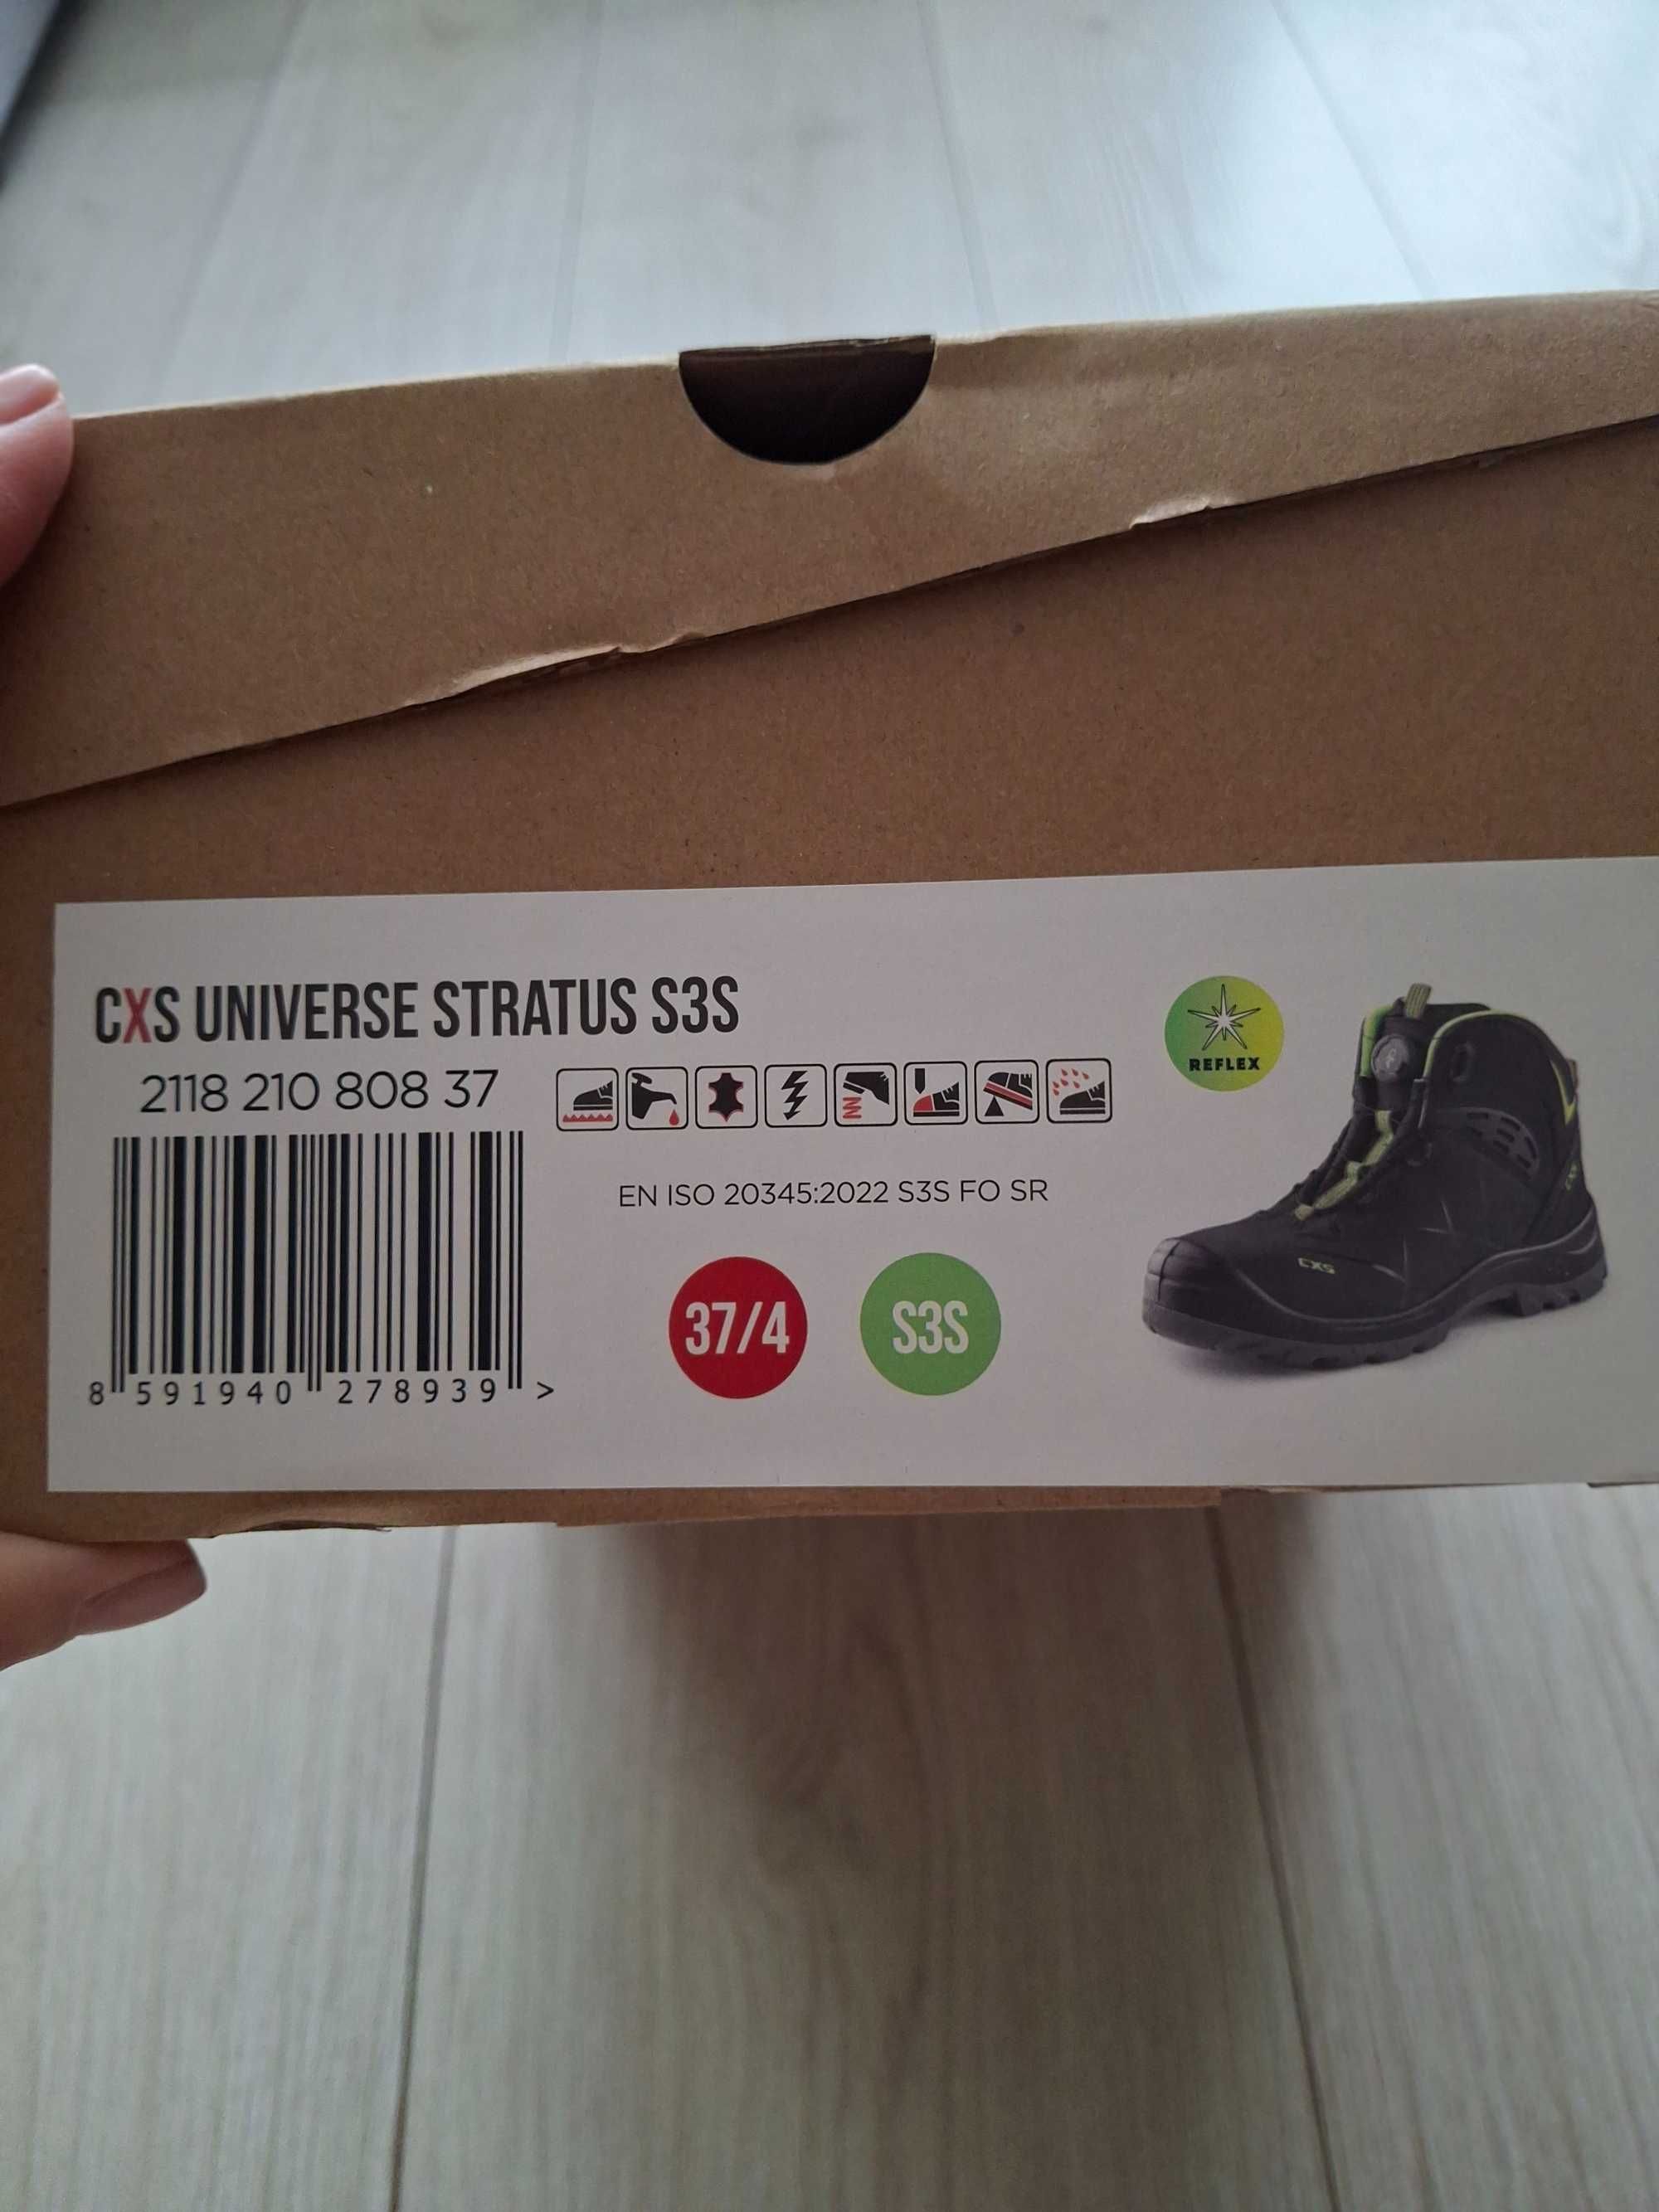 CXS UNIVERSE STRATUS S3S
2118 210 808 37
REFLEX
EN ISO 20345:2022 S3S FO SR
37/4
S3S
CXS
CXS
8 591940 278939 >